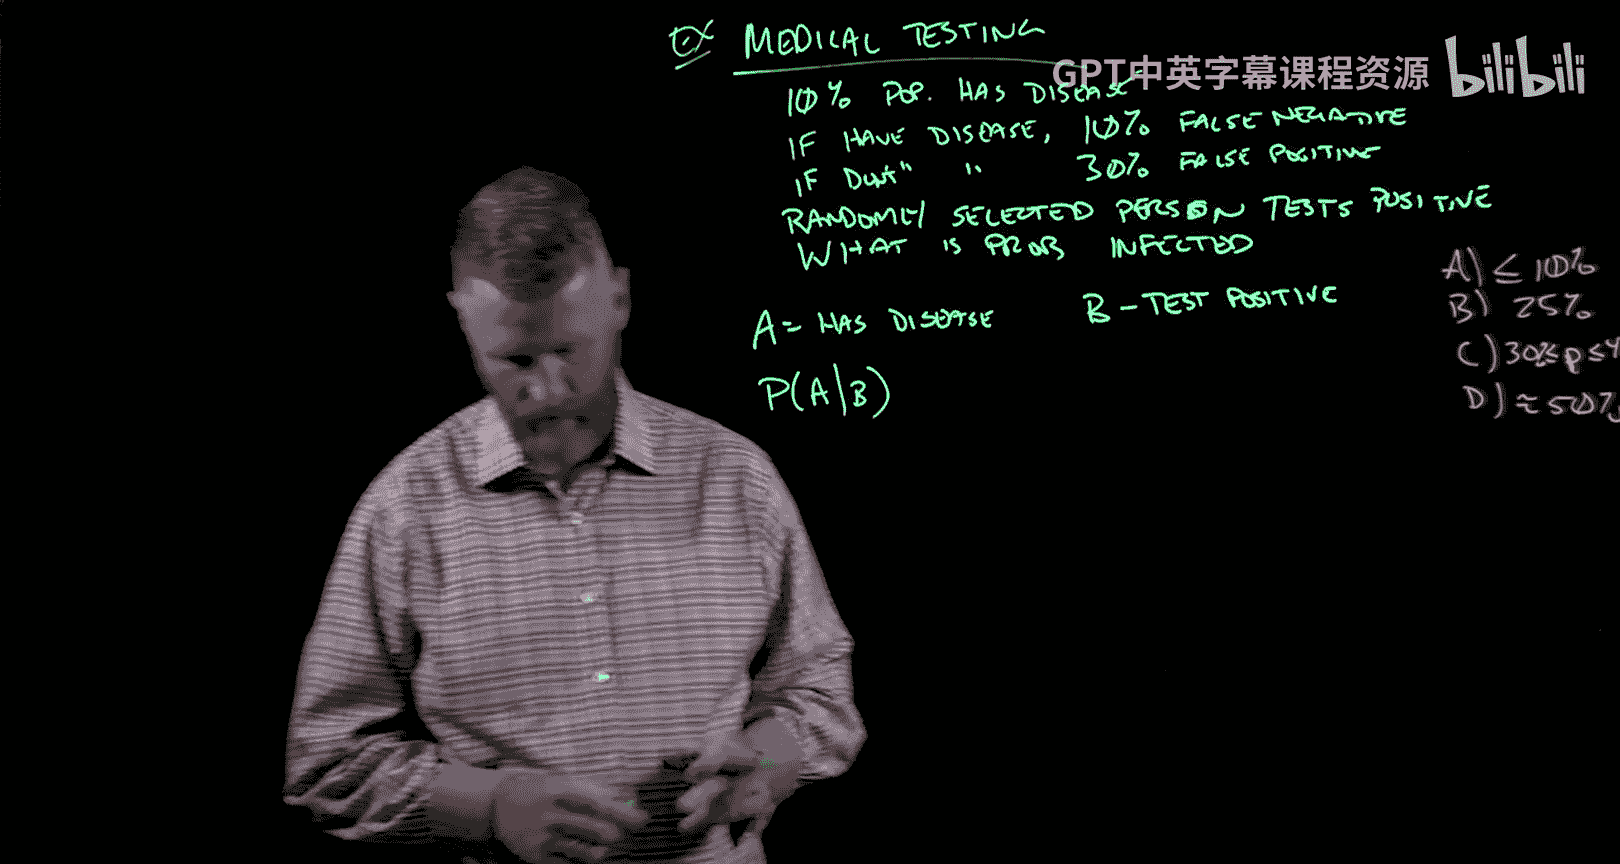 EX MEDICAL TESTING
GPT中英字幕课程资源 bilibili
10% POP. HAS DISEASE
IF HAVE DISEASE, 10% FALSE NEGATIVE
IF DON'T " " 30% FALSE POSITIVE
RANDOMLY SELECTED PERSON TESTS POSITIVE
WHAT IS PROB INFECTED
A) ≤ 10%
B) 25%
C) 30% ≤ p ≤ 4
D) ≈ 50%
A = HAS DISEASE B - TEST POSITIVE
P(A|B)